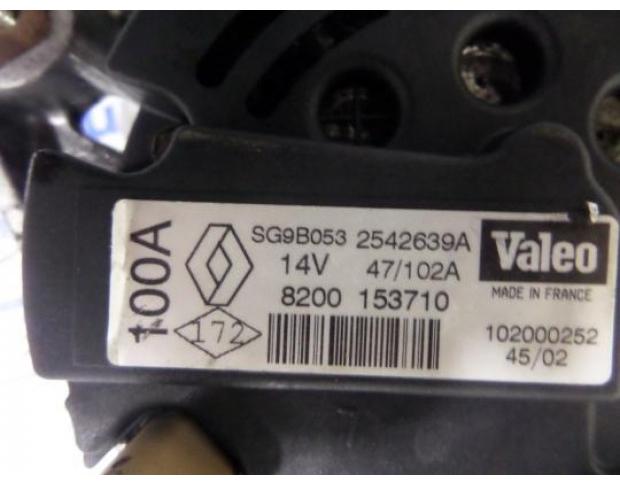 100A
SG9B053 2542639A
14V 47/102A
8200 153710
172
Valeo
MADE IN FRANCE
102000252
45/02